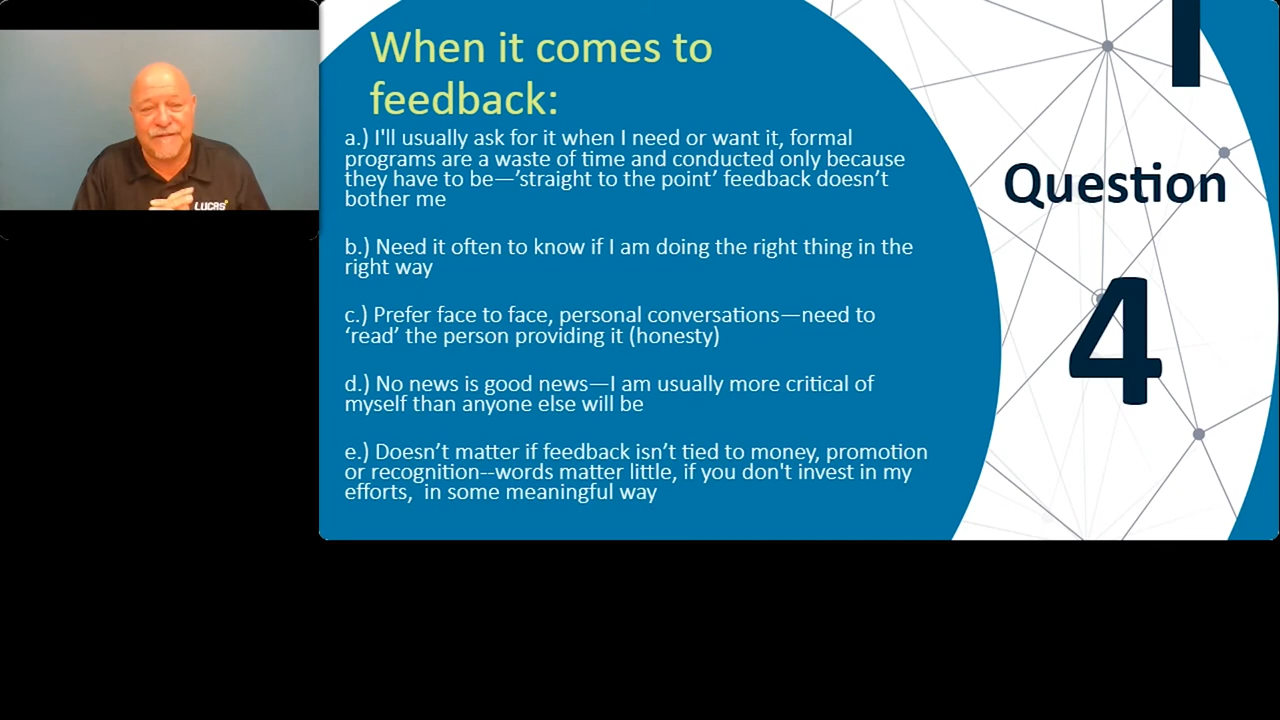 When it comes to
feedback:
a.) I'll usually ask for it when I need or want it, formal
programs are a waste of time and conducted only because
they have to be—’straight to the point’ feedback doesn’t
bother me
b.) Need it often to know if I am doing the right thing in the
right way
c.) Prefer face to face, personal conversations—need to
‘read’ the person providing it (honesty)
d.) No news is good news—I am usually more critical of
myself than anyone else will be
e.) Doesn’t matter if feedback isn’t tied to money, promotion
or recognition--words matter little, if you don't invest in my
efforts,  in some meaningful way
Question
4
LUCAS